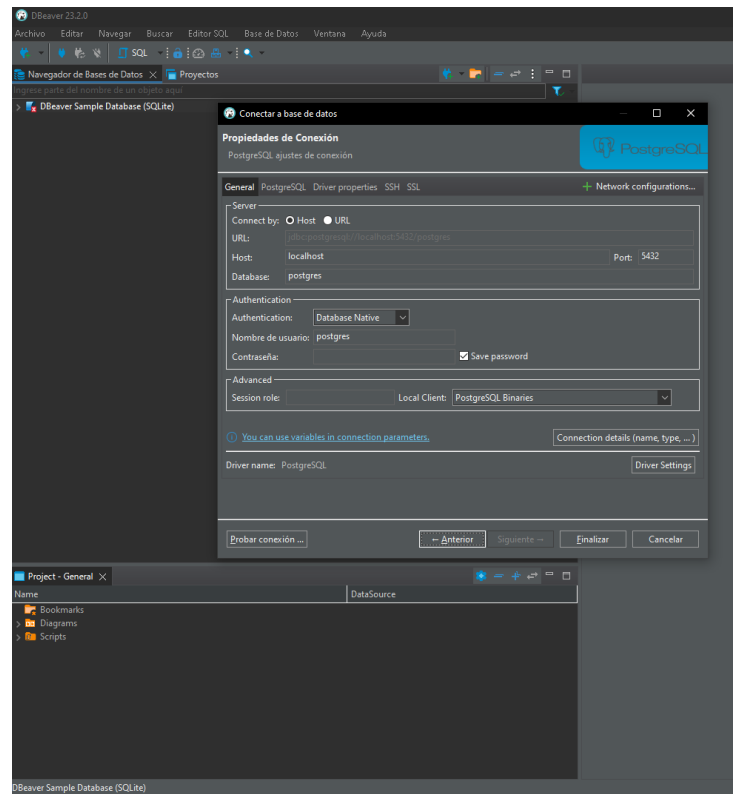 DBeaver 23.2.0
Archivo Editar Navegar Buscar Editor SQL Base de Datos Ventana Ayuda
SQL
Navegador de Bases de Datos Proyectos
Ingrese parte del nombre de un objeto aquí
DBeaver Sample Database (SQLite)
Conectar a base de datos
Propiedades de Conexión
PostgreSQL ajustes de conexión
PostgreSQL
General PostgreSQL Driver properties SSH SSL Network configurations...
Server
Connect by: Host URL
URL: jdbc:postgresql://localhost:5432/postgres
Host: localhost Port: 5432
Database: postgres
Authentication
Authentication: Database Native
Nombre de usuario: postgres
Contraseña: Save password
Advanced
Session role: Local Client: PostgreSQL Binaries
You can use variables in connection parameters. Connection details (name, type, ... )
Driver name: PostgreSQL Driver Settings
Probar conexión ... ← Anterior Siguiente → Finalizar Cancelar
Project - General
Name DataSource
Bookmarks
Diagrams
Scripts
DBeaver Sample Database (SQLite)